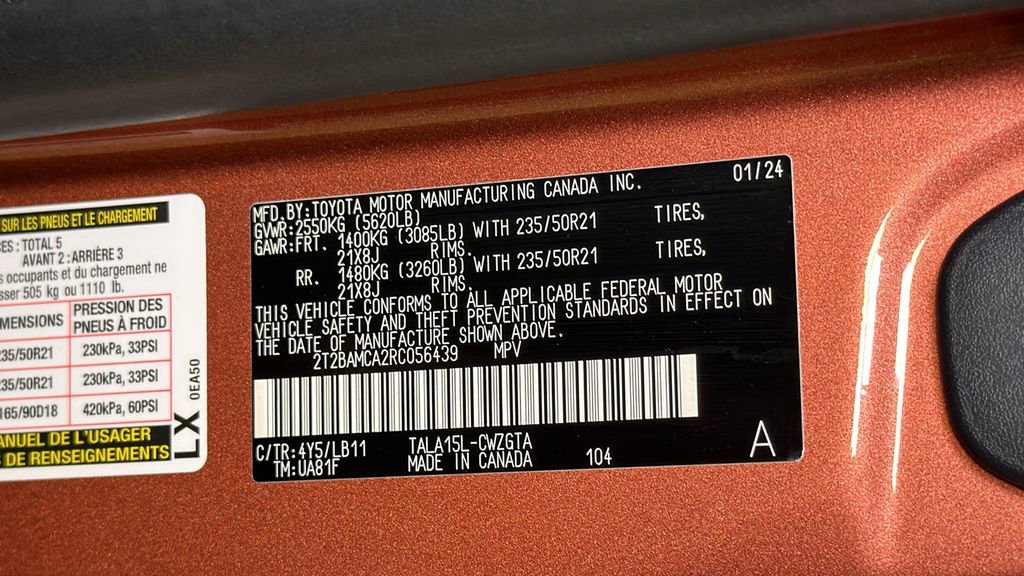 SUR LES PNEUS ET LE CHARGEMENT
: TOTAL 5
AVANT 2 : ARRIÈRE 3
occupants et du chargement ne
505 kg ou 1110 lb.
PRESSION DES
PNEUS À FROID
235/50R21 230kPa, 33PSI
235/50R21 230kPa, 33PSI
165/90D18 420kPa, 60PSI
DE L'USAGER
DE RENSEIGNEMENTS
LX 0EA50
MFD. BY: TOYOTA MOTOR MANUFACTURING CANADA INC. 01/24
GVWR: 2550KG (5620LB)
GAWR: FRT. 1400KG (3085LB) WITH 235/50R21 TIRES,
21X8J RIMS.
RR. 1480KG (3260LB) WITH 235/50R21 TIRES,
21X8J RIMS.
THIS VEHICLE CONFORMS TO ALL APPLICABLE FEDERAL MOTOR
VEHICLE SAFETY AND THEFT PREVENTION STANDARDS IN EFFECT ON
THE DATE OF MANUFACTURE SHOWN ABOVE.
2T2BAMCA2RC056439 MPV
C/TR: 4Y5/LB11 TALA15L-CWZGTA
TM: UA81F MADE IN CANADA 104 A